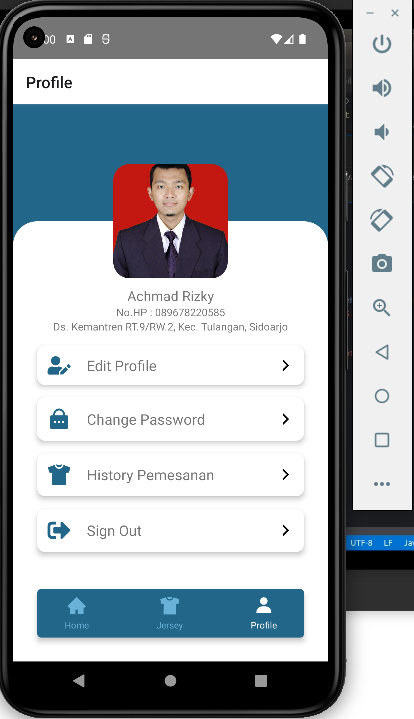 :00
Profile
Achmad Rizky
No.HP : 089678220585
Ds. Kemantren RT.9/RW.2, Kec. Tulangan, Sidoarjo
Edit Profile
Change Password
History Pemesanan
Sign Out
Home
Jersey
Profile
UTF-8 LF